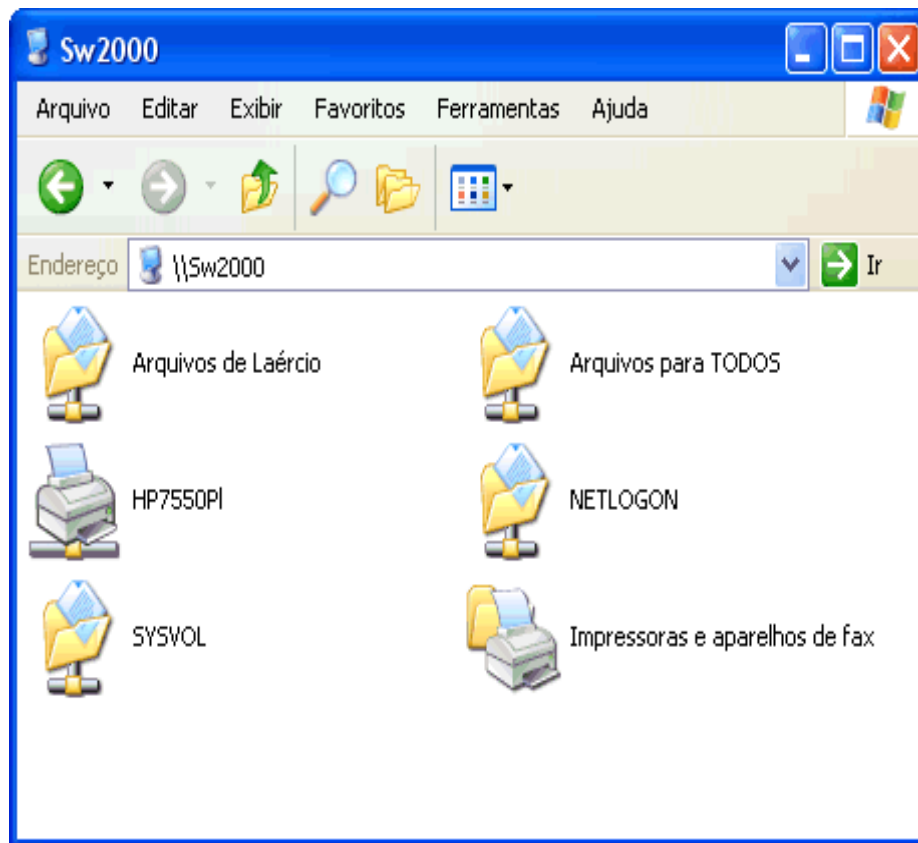 Sw2000
Arquivo Editar Exibir Favoritos Ferramentas Ajuda
Endereço \\Sw2000 Ir
Arquivos de Laércio Arquivos para TODOS
HP7550Pl NETLOGON
SYSVOL Impressoras e aparelhos de fax